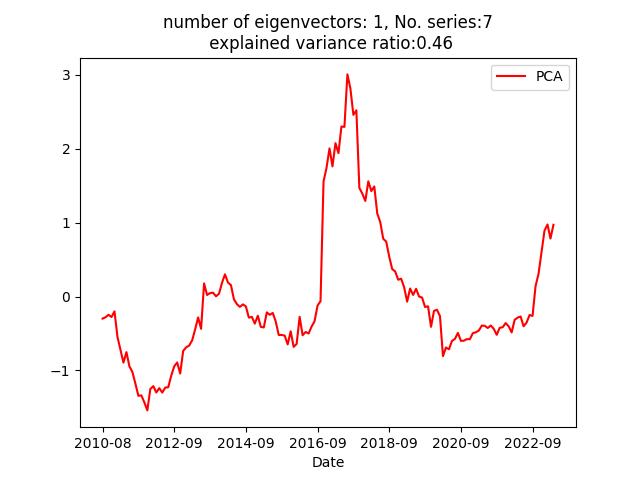 number of eigenvectors: 1, No. series:7
explained variance ratio:0.46
PCA
3
2
1
0
−1
2010-08 2012-09 2014-09 2016-09 2018-09 2020-09 2022-09
Date